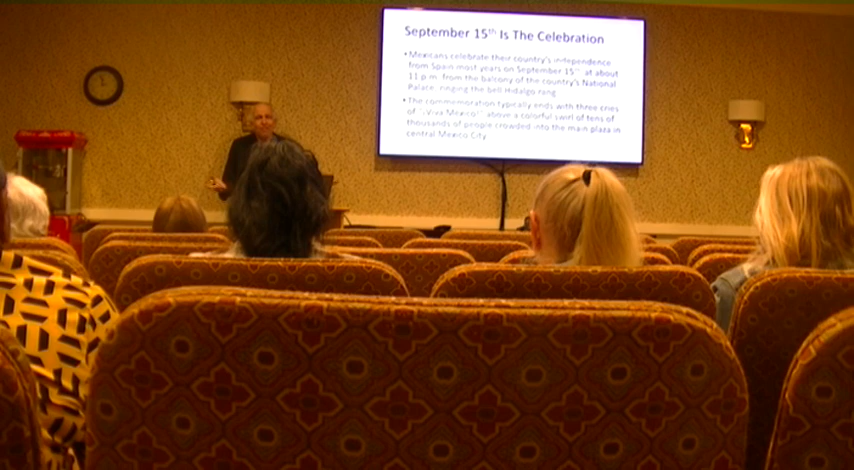 September 15th Is The Celebration
• Mexicans celebrate their country's independence
from Spain most years on September 15th at about
11 p.m. from the balcony of the country's National
Palace, ringing the bell Hidalgo rang.
• The commemoration typically ends with three cries
of "¡Viva Mexico!" above a colorful swirl of tens of
thousands of people crowded into the main plaza in
central Mexico City.